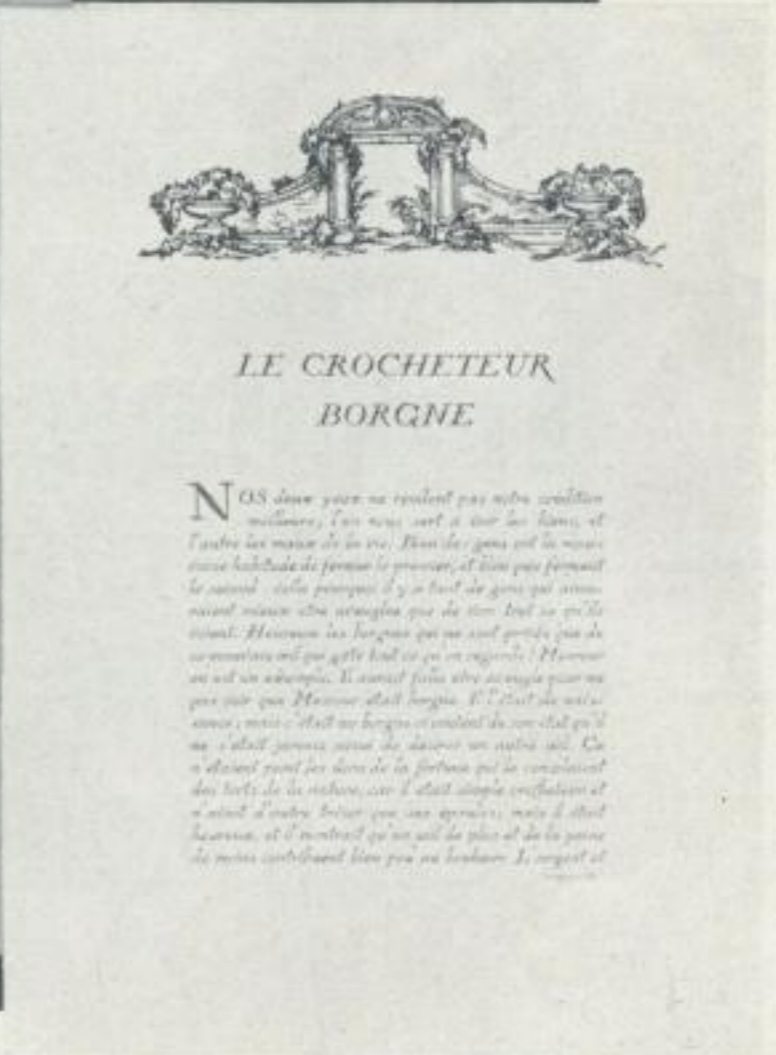 LE CROCHETEUR
BORGNE
NOS deux yeux ne rendent pas notre condition
meilleure; l'un nous sert à voir les biens, et
l'autre les maux de la vie. Bien des gens ont la mau-
vaise habitude de fermer le premier, et bien peu ferment
le second; voilà pourquoi il y a tant de gens qui aime-
raient mieux être aveugles que de voir tout ce qu'ils
voient. Heureux les borgnes qui ne sont privés que de
ce mauvais œil qui gâte tout ce qu'on regarde! Mesrour
en est un exemple. Il aurait fallu être aveugle pour ne
pas voir que Mesrour était borgne. Il l'était de nais-
sance; mais c'était un borgne si content de son état qu'il
ne s'était jamais avisé de désirer un autre œil. Ce
n'étaient point les dons de la fortune qui le consolaient
des torts de la nature, car il était simple crocheteur et
n'avait d'autre trésor que ses épaules; mais il était
heureux, et il montrait qu'un œil de plus et de la peine
de moins contribuent bien peu au bonheur. L'argent et